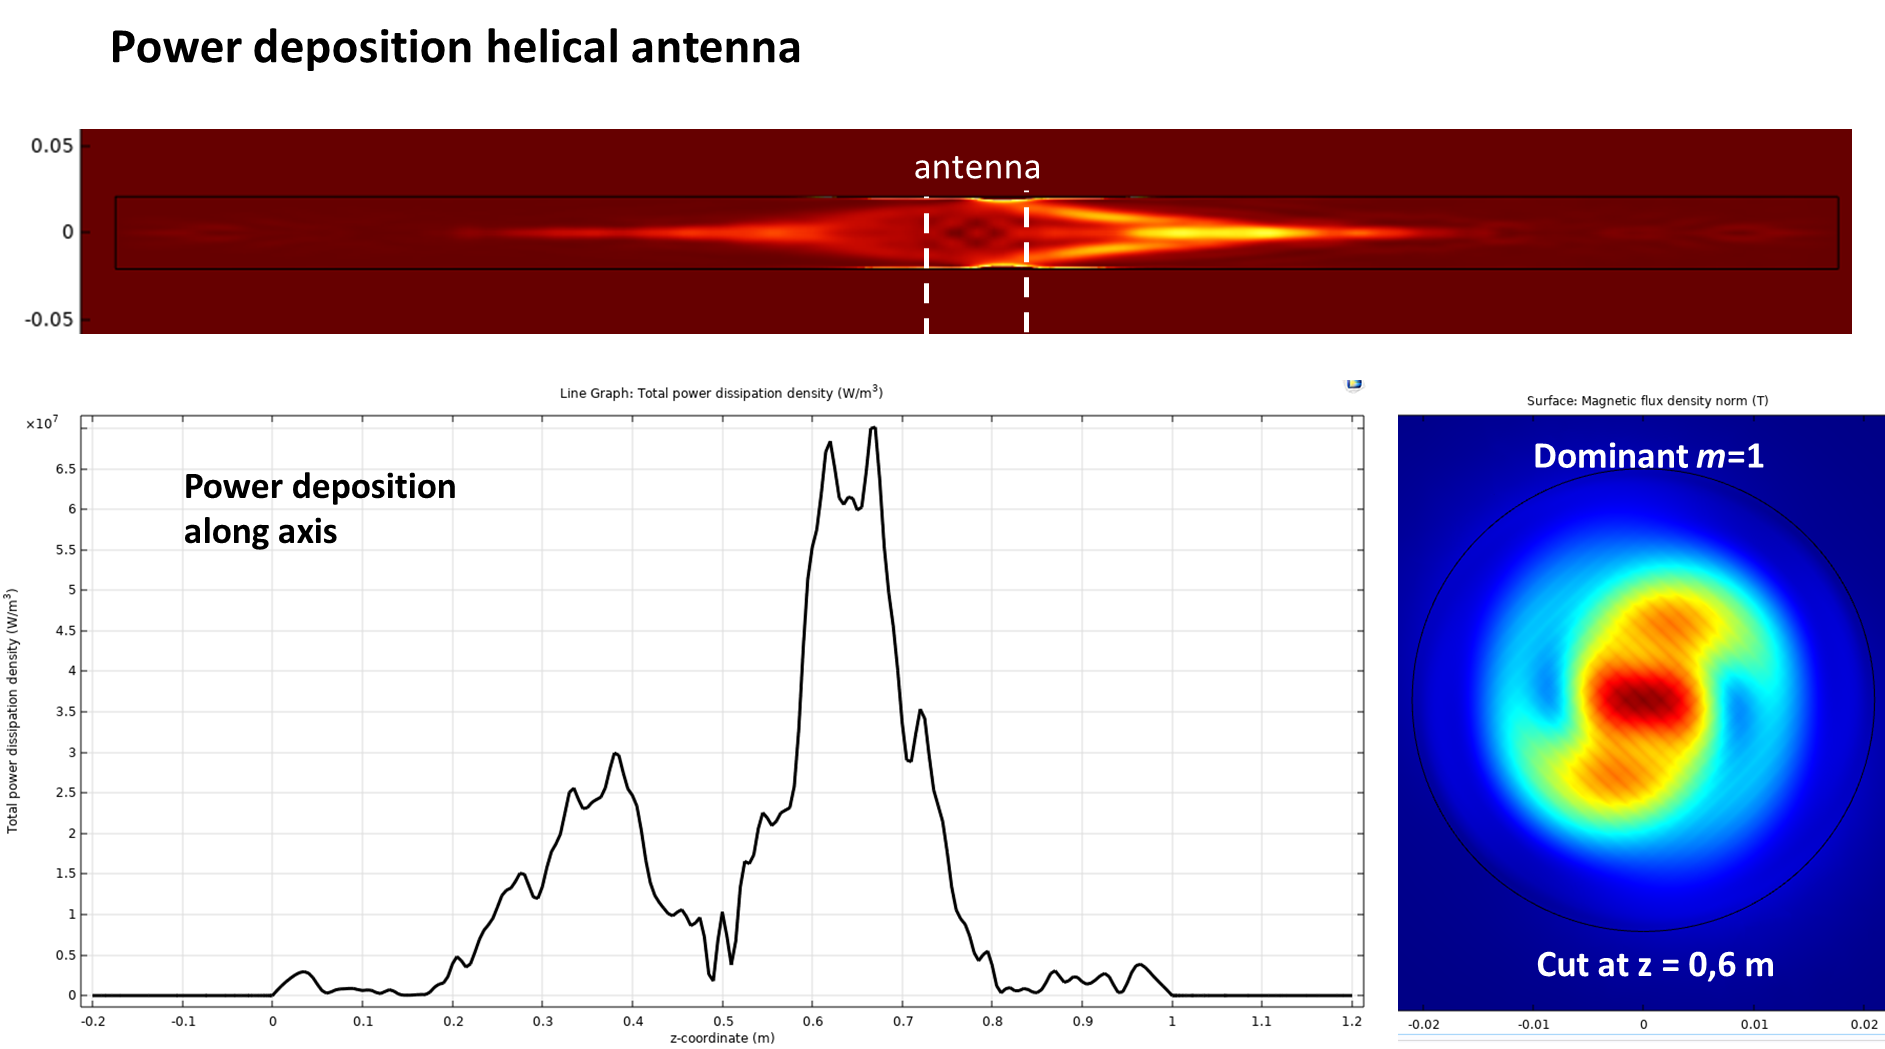 Power deposition helical antenna
0.05
antenna
0
-0.05
Line Graph: Total power dissipation density (W/m³)
×10⁷
6.5
6
5.5
5
4.5
4
3.5
3
2.5
2
1.5
1
0.5
0
Total power dissipation density (W/m³)
Power deposition
along axis
-0.2 -0.1 0 0.1 0.2 0.3 0.4 0.5 0.6 0.7 0.8 0.9 1 1.1 1.2
z-coordinate (m)
Surface: Magnetic flux density norm (T)
Dominant m=1
Cut at z = 0,6 m
-0.02 -0.01 0 0.01 0.02